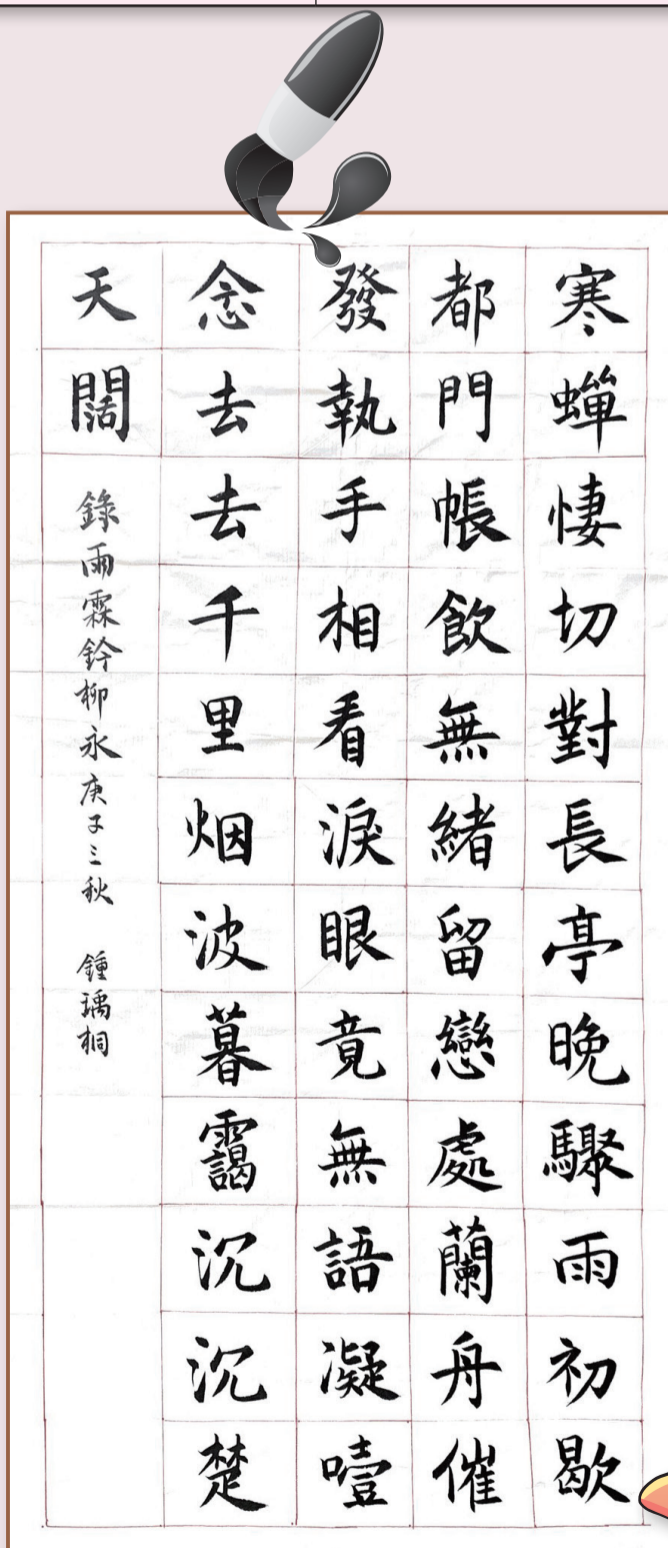 寒蟬悽切對長亭晚驟雨初歇
都門帳飲無緒留戀處蘭舟催
發執手相看淚眼竟無語凝噎
念去去千里烟波暮靄沉沉楚
天闊
錄雨霖鈴柳永庚子三秋 鍾瑀桐